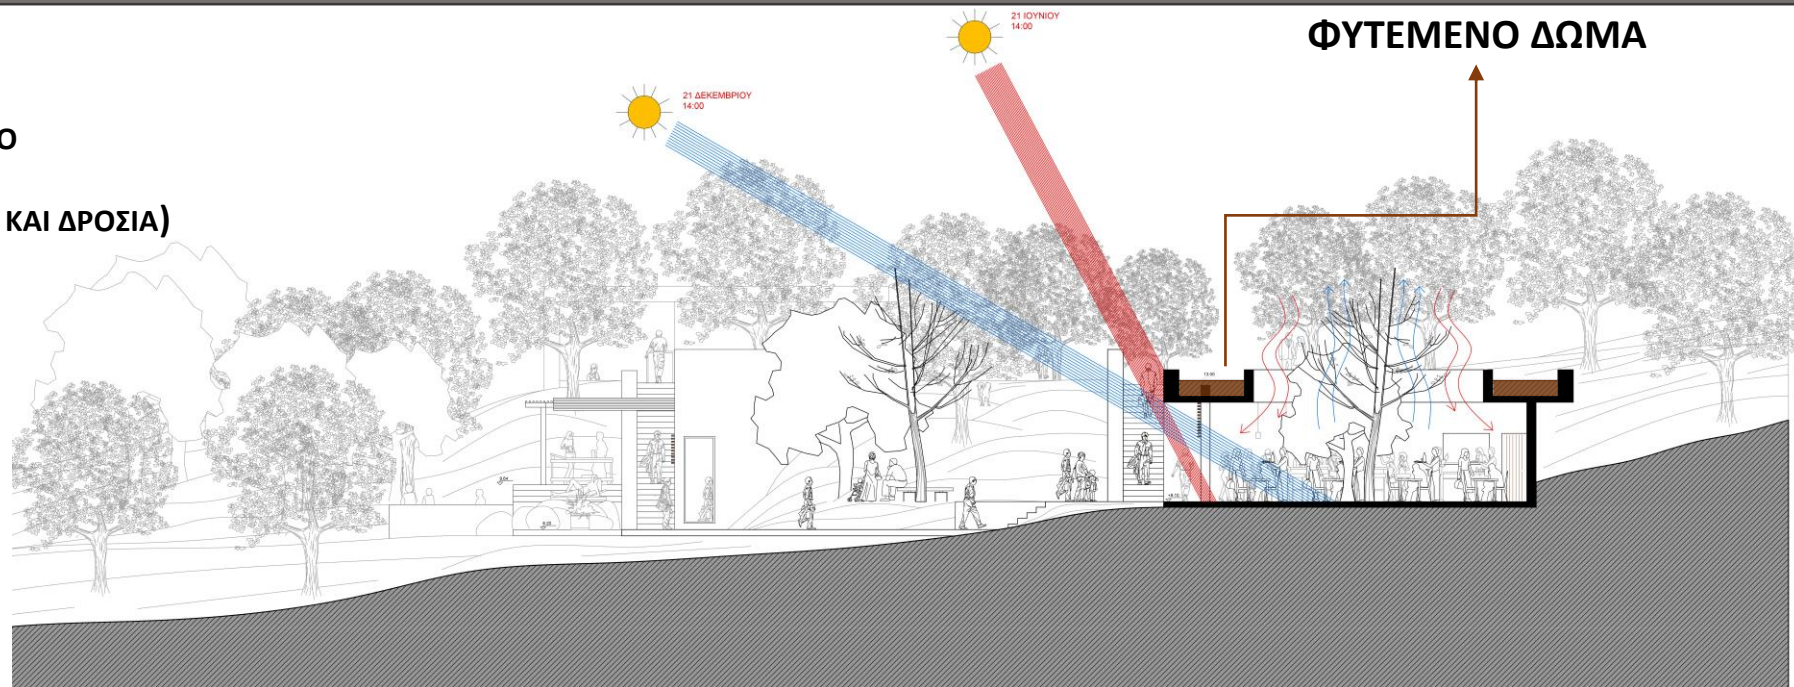 21 ΙΟΥΝΙΟΥ
14:00
ΦΥΤΕΜΕΝΟ ΔΩΜΑ
21 ΔΕΚΕΜΒΡΙΟΥ
14:00
Ο
ΚΑΙ ΔΡΟΣΙΑ)